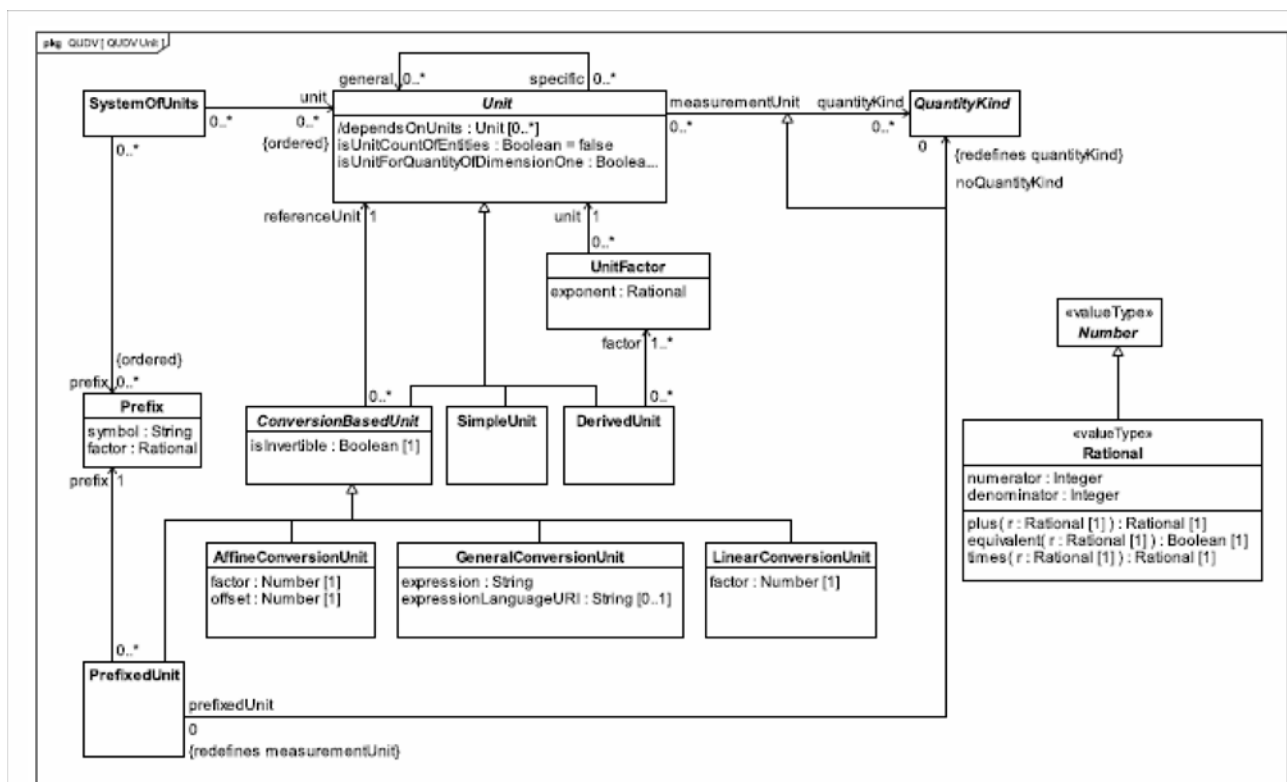 pkg QUDV [ QUDV Unit ]
general 0..*
specific 0..*
SystemOfUnits
unit
0..*
0..*
{ordered}
Unit
/dependsOnUnits : Unit [0..*]
isUnitCountOfEntities : Boolean = false
isUnitForQuantityOfDimensionOne : Boolea...
measurementUnit
0..*
quantityKind
0..*
QuantityKind
0
{redefines quantityKind}
noQuantityKind
0..*
referenceUnit 1
unit 1
0..*
UnitFactor
exponent : Rational
factor 1..*
«valueType»
Number
{ordered}
prefix 0..*
Prefix
symbol : String
factor : Rational
prefix 1
0..*
ConversionBasedUnit
isInvertible : Boolean [1]
SimpleUnit
0..*
DerivedUnit
«valueType»
Rational
numerator : Integer
denominator : Integer
plus( r : Rational [1] ) : Rational [1]
equivalent( r : Rational [1] ) : Boolean [1]
times( r : Rational [1] ) : Rational [1]
AffineConversionUnit
factor : Number [1]
offset : Number [1]
GeneralConversionUnit
expression : String
expressionLanguageURI : String [0..1]
LinearConversionUnit
factor : Number [1]
0..*
PrefixedUnit
prefixedUnit
0
{redefines measurementUnit}